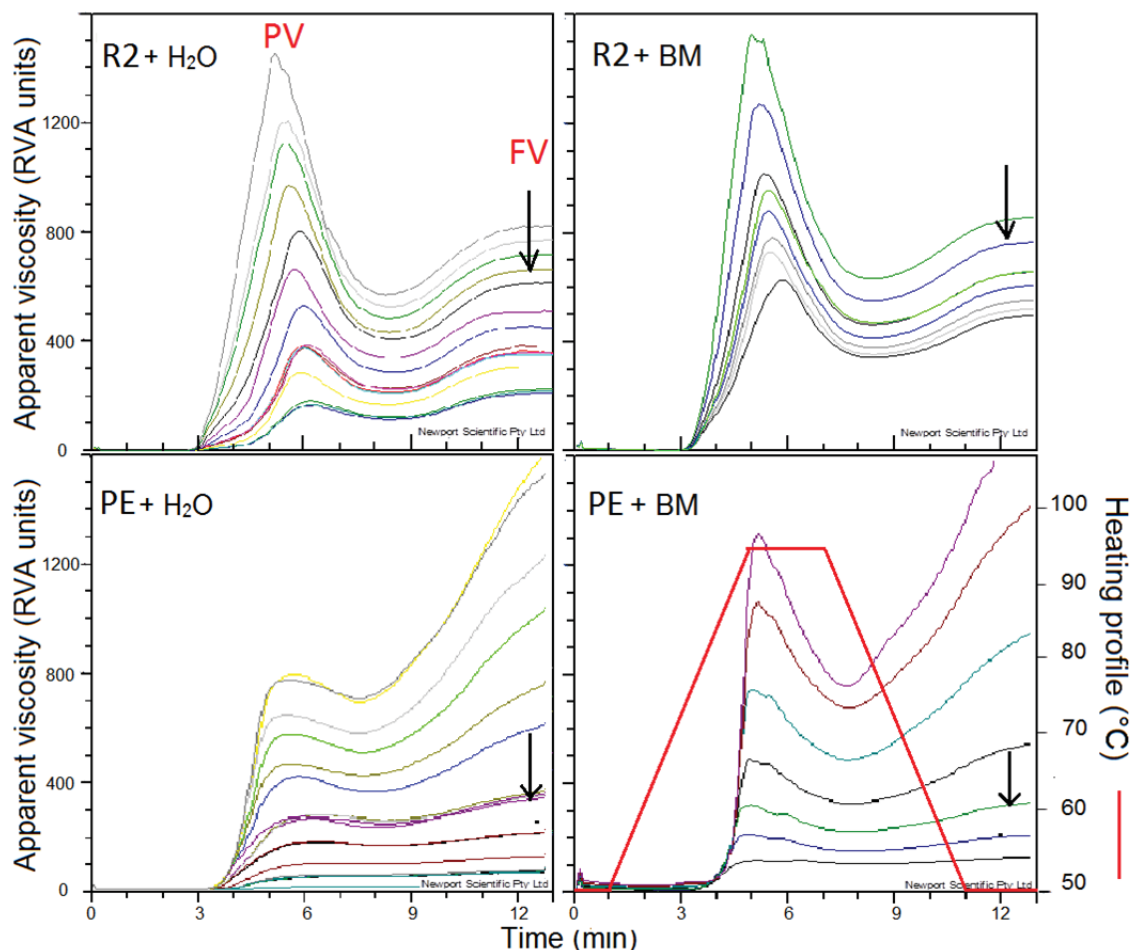 PV
R2 + H₂O
R2 + BM
FV
Apparent viscosity (RVA units)
1200
800
400
0
Newport Scientific Pty Ltd
Newport Scientific Pty Ltd
PE + H₂O
PE + BM
Apparent viscosity (RVA units)
1200
800
400
0
Newport Scientific Pty Ltd
Newport Scientific Pty Ltd
100
90
80
70
60
50
Heating profile (°C)
0 3 6 9 12 0 3 6 9 12
Time (min)